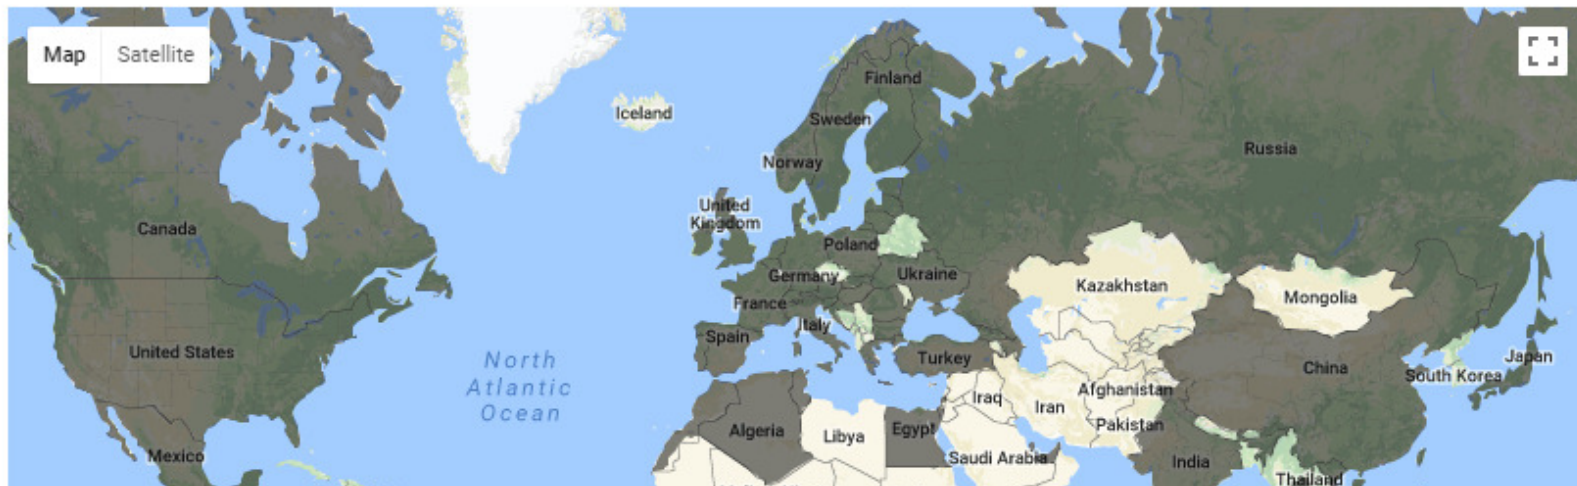 Map Satellite
Finland
Iceland
Sweden
Russia
Norway
United
Kingdom
Canada
Poland
Germany
Ukraine
Kazakhstan
Mongolia
France
Italy
Spain
United States
Turkey
China
Japan
South Korea
North
Atlantic
Ocean
Afghanistan
Iraq
Iran
Pakistan
Algeria
Libya
Egypt
Saudi Arabia
Mexico
India
Thailand